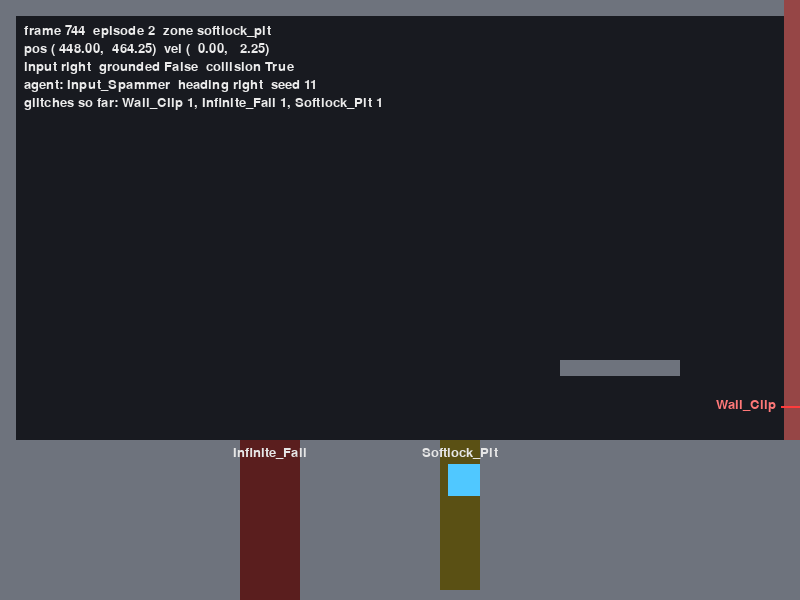 frame 744  episode 2  zone softlock_pit
pos ( 448.00,  464.25)  vel (  0.00,   2.25)
input right  grounded False  collision True
agent: Input_Spammer  heading right  seed 11
glitches so far: Wall_Clip 1, Infinite_Fall 1, Softlock_Pit 1
Wall_Clip
Infinite_Fall
Softlock_Pit